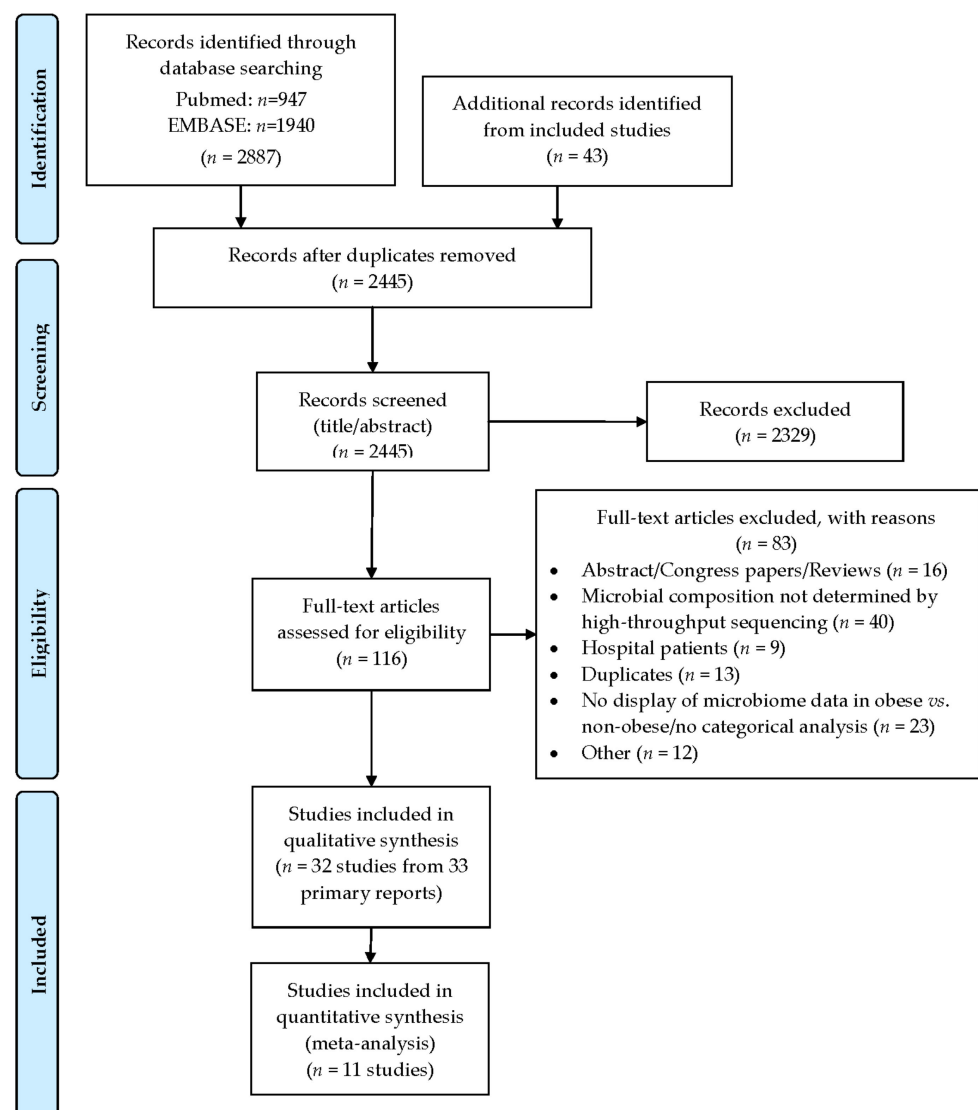 Identification
Records identified through
database searching
Pubmed: n=947
EMBASE: n=1940
(n = 2887)
Additional records identified
from included studies
(n = 43)
Records after duplicates removed
(n = 2445)
Screening
Records screened
(title/abstract)
(n = 2445)
Records excluded
(n = 2329)
Eligibility
Full-text articles
assessed for eligibility
(n = 116)
Full-text articles excluded, with reasons
(n = 83)
• Abstract/Congress papers/Reviews (n = 16)
• Microbial composition not determined by
high-throughput sequencing (n = 40)
• Hospital patients (n = 9)
• Duplicates (n = 13)
• No display of microbiome data in obese vs.
non-obese/no categorical analysis (n = 23)
• Other (n = 12)
Included
Studies included in
qualitative synthesis
(n = 32 studies from 33
primary reports)
Studies included in
quantitative synthesis
(meta-analysis)
(n = 11 studies)